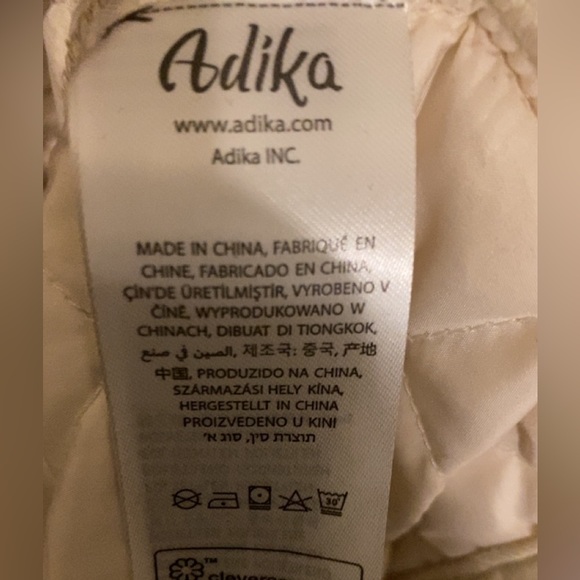 Adika
www.adika.com
Adika INC.
MADE IN CHINA, FABRIQUÉ EN
CHINE, FABRICADO EN CHINA,
ÇİN'DE ÜRETİLMİŞTİR, VYROBENO V
ČÍNĚ, WYPRODUKOWANO W
CHINACH, DIBUAT DI TIONGKOK,
الصين في صنع, 제조국: 중국, 产地
中国, PRODUZIDO NA CHINA,
SZÁRMAZÁSI HELY KÍNA,
HERGESTELLT IN CHINA
PROIZVEDENO U KINI
תוצרת סין, סוג א'
30°
™